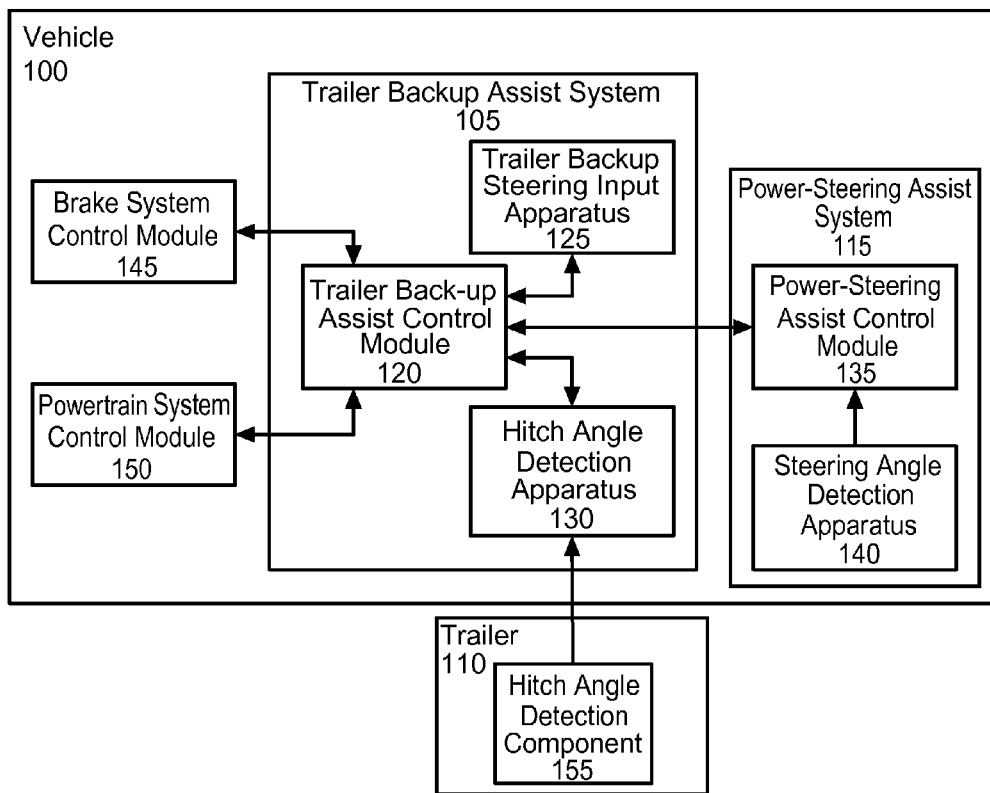 Vehicle
100
Trailer Backup Assist System
105
Trailer Backup
Steering Input
Apparatus
125
Brake System
Control Module
145
Trailer Back-up
Assist Control
Module
120
Power-Steering Assist
System
115
Power-Steering
Assist Control
Module
135
Powertrain System
Control Module
150
Hitch Angle
Detection
Apparatus
130
Steering Angle
Detection
Apparatus
140
Trailer
110
Hitch Angle
Detection
Component
155